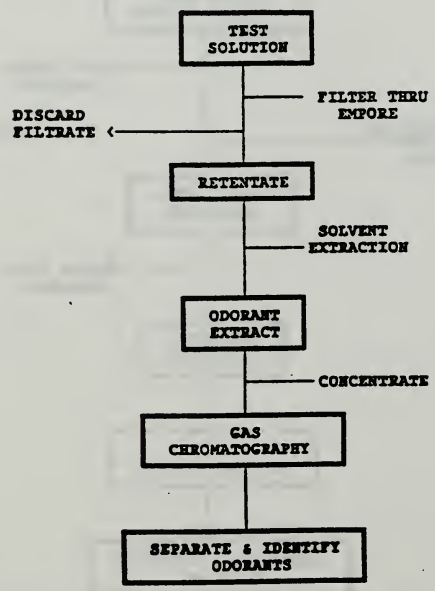 TEST
SOLUTION
FILTER THRU
EMPORE
DISCARD
FILTRATE <
RETENTATE
SOLVENT
EXTRACTION
ODORANT
EXTRACT
CONCENTRATE
GAS
CHROMATOGRAPHY
SEPARATE & IDENTIFY
ODORANTS